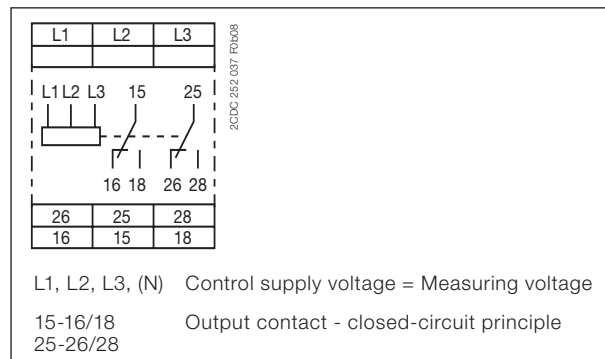 L1 L2 L3
2CDC 252 037 F0b08
L1 L2 L3 15 25
16 18 26 28
26 25 28
16 15 18
L1, L2, L3, (N) Control supply voltage = Measuring voltage
15-16/18 Output contact - closed-circuit principle
25-26/28